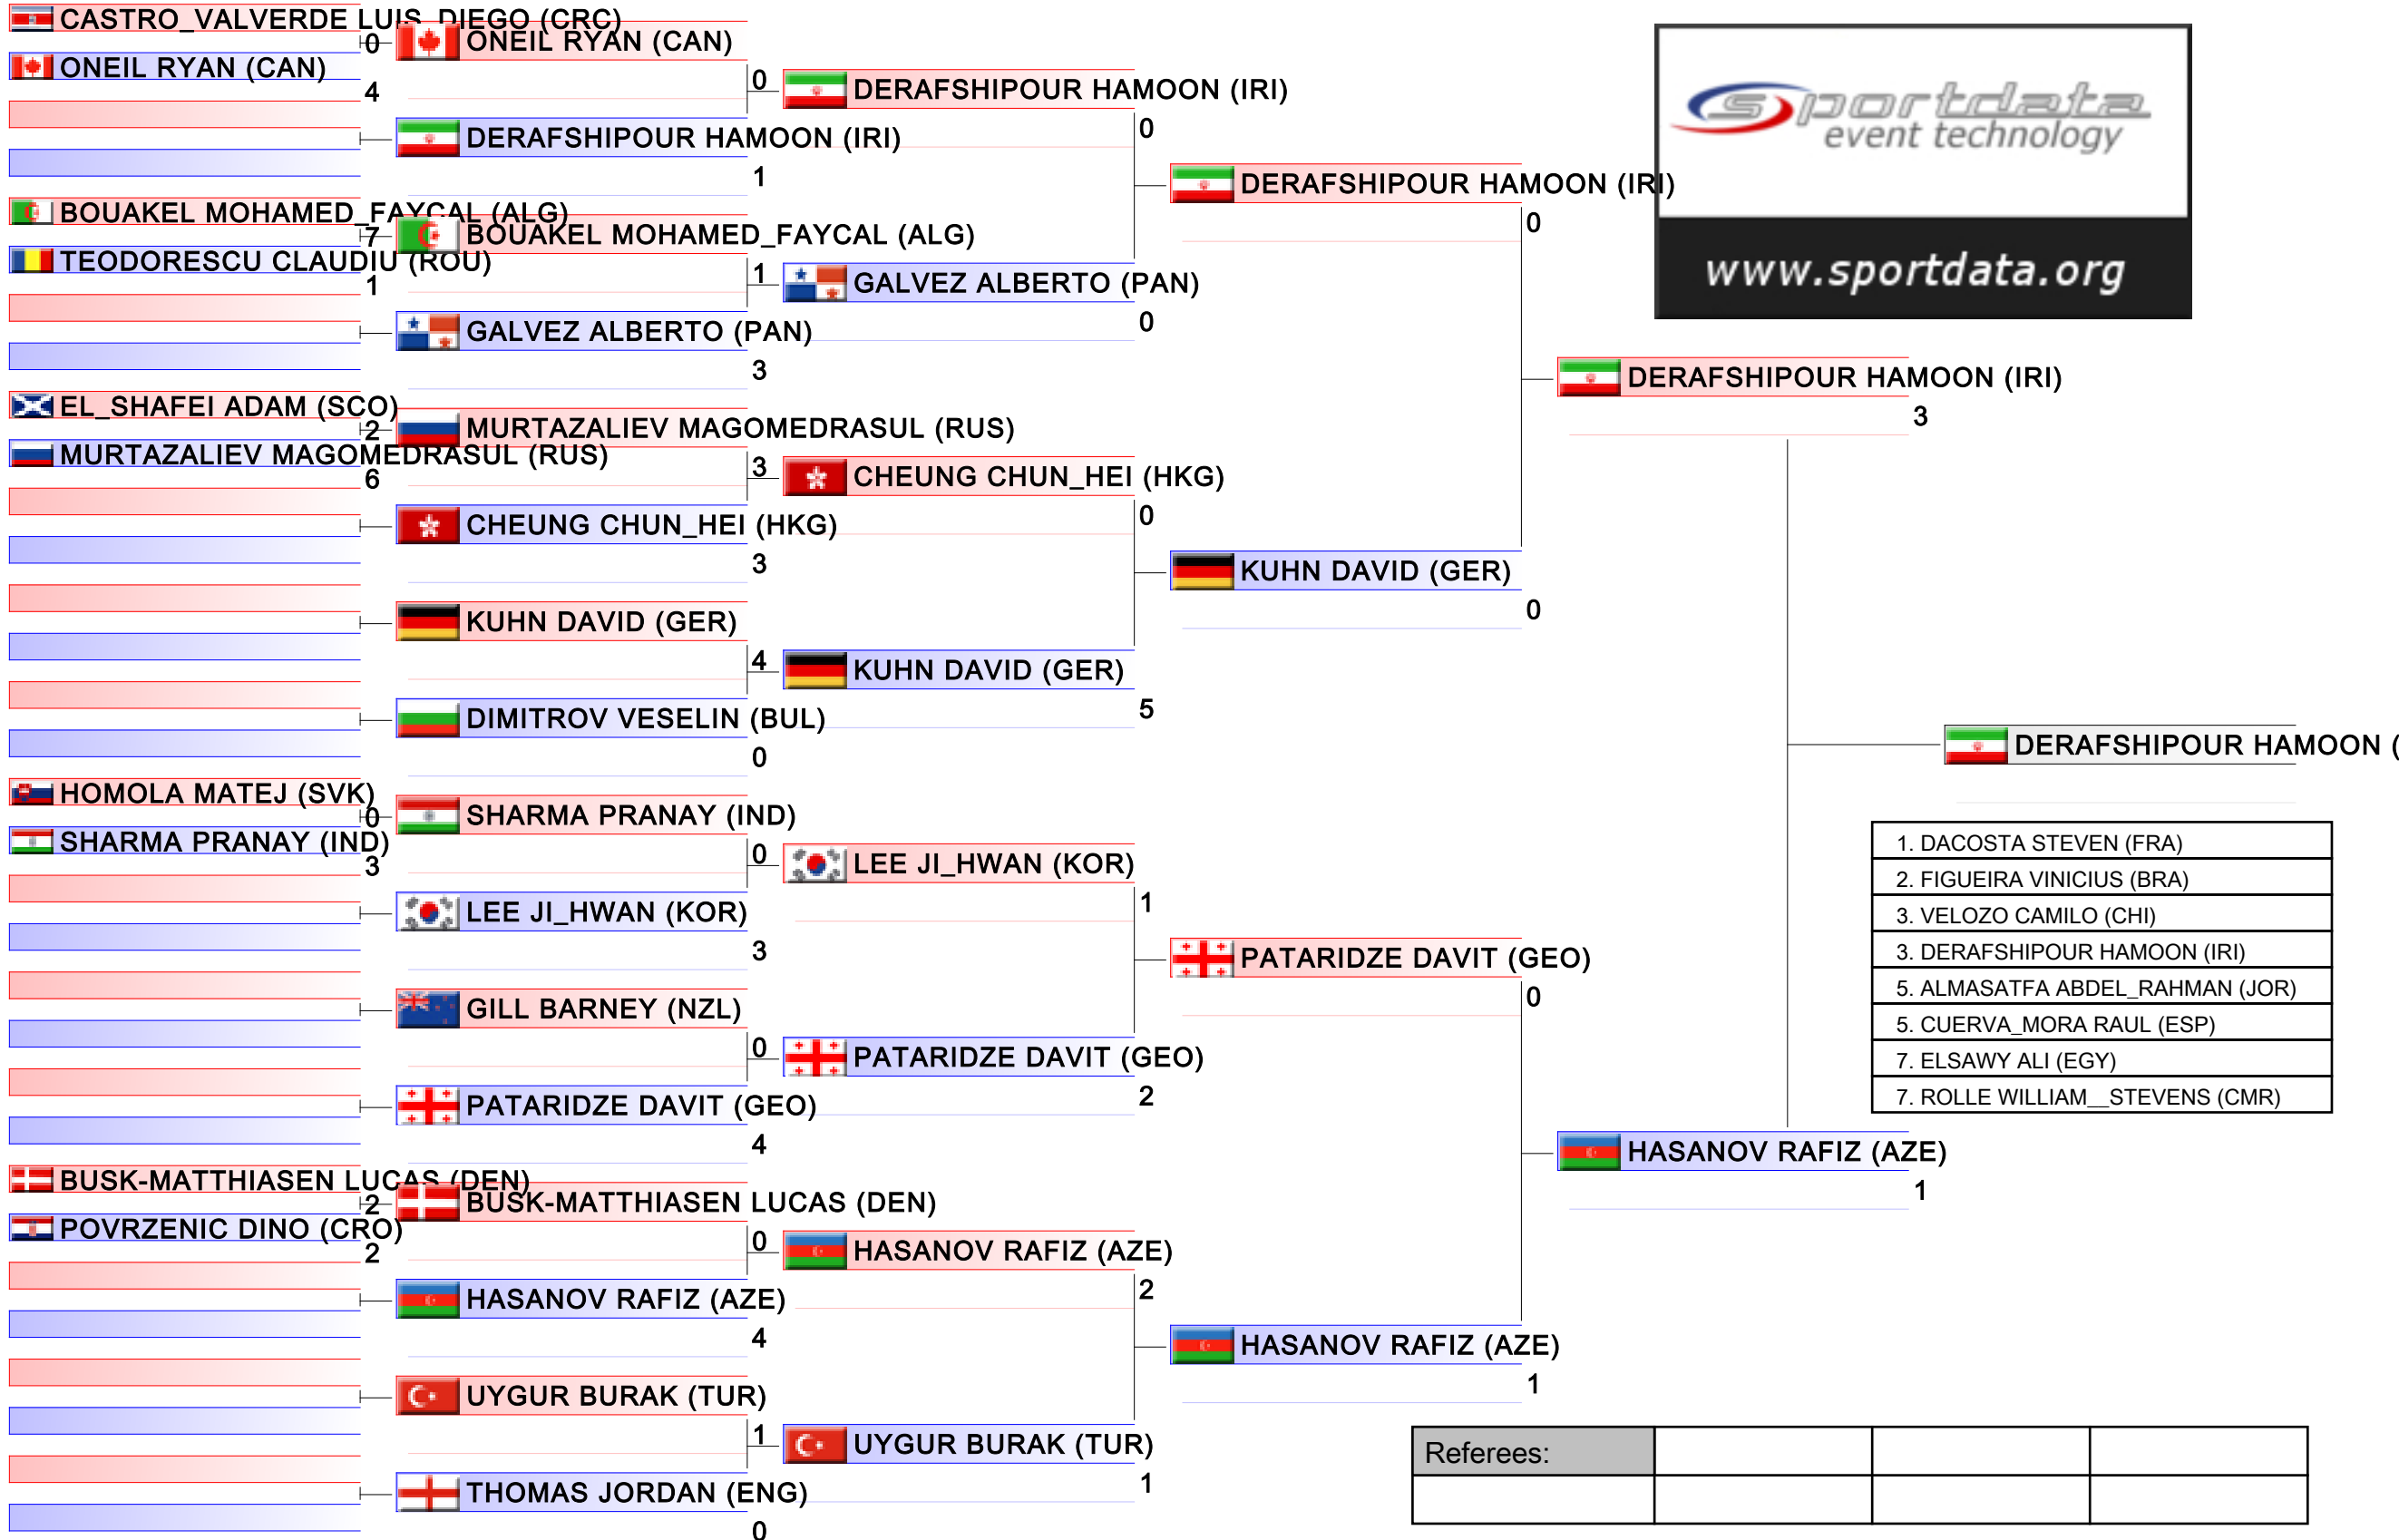 CASTRO_VALVERDE LUIS_DIEGO (CRC)
0
ONEIL RYAN (CAN)
4
BOUAKEL MOHAMED_FAYCAL (ALG)
7
TEODORESCU CLAUDIU (ROU)
1
EL_SHAFEI ADAM (SCO)
2
MURTAZALIEV MAGOMEDRASUL (RUS)
6
HOMOLA MATEJ (SVK)
0
SHARMA PRANAY (IND)
3
BUSK-MATTHIASEN LUCAS (DEN)
2
POVRZENIC DINO (CRO)
2
ONEIL RYAN (CAN)
0
DERAFSHIPOUR HAMOON (IRI)
1
BOUAKEL MOHAMED_FAYCAL (ALG)
1
GALVEZ ALBERTO (PAN)
3
MURTAZALIEV MAGOMEDRASUL (RUS)
3
CHEUNG CHUN_HEI (HKG)
3
KUHN DAVID (GER)
4
DIMITROV VESELIN (BUL)
0
SHARMA PRANAY (IND)
0
LEE JI_HWAN (KOR)
3
GILL BARNEY (NZL)
0
PATARIDZE DAVIT (GEO)
4
BUSK-MATTHIASEN LUCAS (DEN)
0
HASANOV RAFIZ (AZE)
4
UYGUR BURAK (TUR)
1
THOMAS JORDAN (ENG)
0
DERAFSHIPOUR HAMOON (IRI)
0
GALVEZ ALBERTO (PAN)
0
CHEUNG CHUN_HEI (HKG)
0
KUHN DAVID (GER)
5
LEE JI_HWAN (KOR)
1
PATARIDZE DAVIT (GEO)
2
HASANOV RAFIZ (AZE)
2
UYGUR BURAK (TUR)
1
DERAFSHIPOUR HAMOON (IRI)
0
KUHN DAVID (GER)
0
PATARIDZE DAVIT (GEO)
0
HASANOV RAFIZ (AZE)
1
DERAFSHIPOUR HAMOON (IRI)
3
HASANOV RAFIZ (AZE)
1
DERAFSHIPOUR HAMOON (
sportdata
event technology
www.sportdata.org
1. DACOSTA STEVEN (FRA)
2. FIGUEIRA VINICIUS (BRA)
3. VELOZO CAMILO (CHI)
3. DERAFSHIPOUR HAMOON (IRI)
5. ALMASATFA ABDEL_RAHMAN (JOR)
5. CUERVA_MORA RAUL (ESP)
7. ELSAWY ALI (EGY)
7. ROLLE WILLIAM__STEVENS (CMR)
Referees: